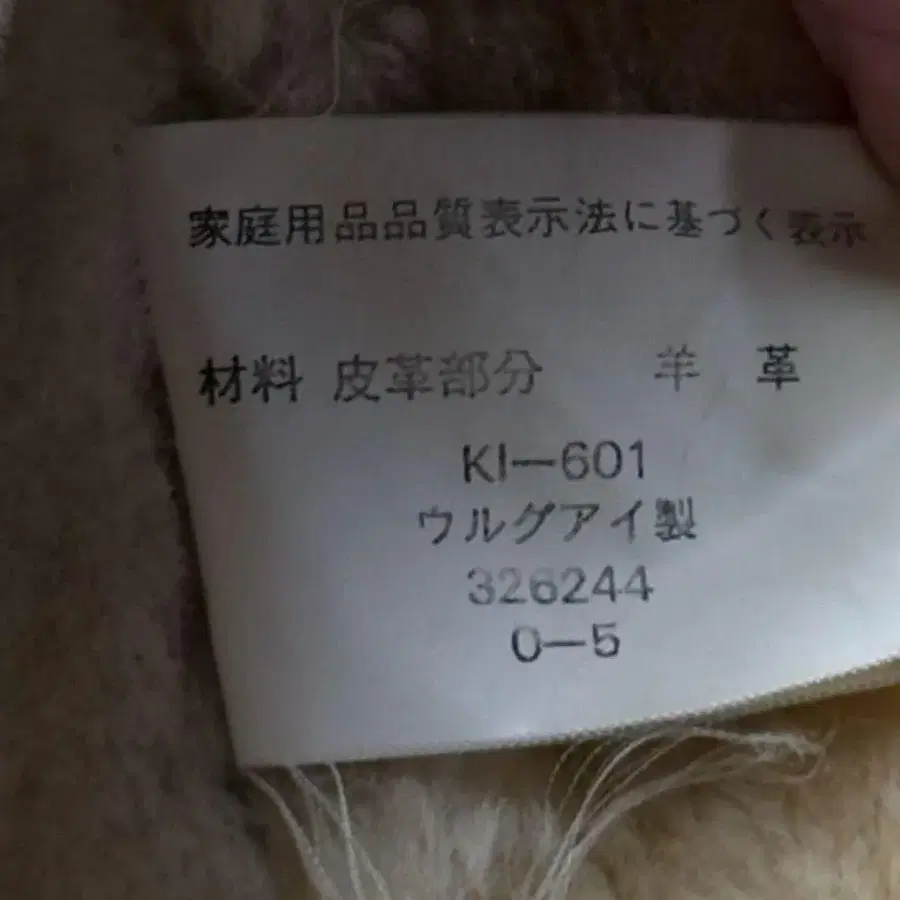 家庭用品品質表示法に基づく表示
材料 皮革部分 羊 革
KI—601
ウルグアイ製
326244
0—5